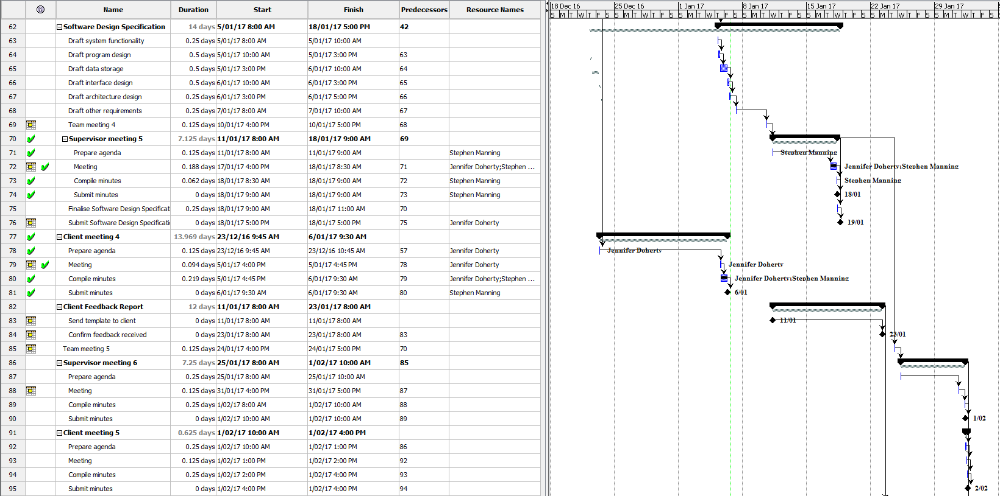 Name Duration Start Finish Predecessors Resource Names
18 Dec 16 25 Dec 16 1 Jan 17 8 Jan 17 15 Jan 17 22 Jan 17 29 Jan 17
S M T W T F S S M T W T F S S M T W T F S S M T W T F S S M T W T F S S M T W T F S S M T W T F S
62 Software Design Specification 14 days 5/01/17 8:00 AM 18/01/17 5:00 PM 42
63 Draft system functionality 0.25 days 5/01/17 8:00 AM 5/01/17 10:00 AM
64 Draft program design 0.5 days 5/01/17 10:00 AM 5/01/17 3:00 PM 63
65 Draft data storage 0.5 days 5/01/17 3:00 PM 6/01/17 10:00 AM 64
66 Draft interface design 0.5 days 6/01/17 10:00 AM 6/01/17 3:00 PM 65
67 Draft architecture design 0.25 days 6/01/17 3:00 PM 6/01/17 5:00 PM 66
68 Draft other requirements 0.25 days 7/01/17 8:00 AM 7/01/17 10:00 AM 67
69 Team meeting 4 0.125 days 10/01/17 4:00 PM 10/01/17 5:00 PM 68
70 Supervisor meeting 5 7.125 days 11/01/17 8:00 AM 18/01/17 9:00 AM 69
71 Prepare agenda 0.125 days 11/01/17 8:00 AM 11/01/17 9:00 AM Stephen Manning Stephen Manning
72 Meeting 0.188 days 17/01/17 4:00 PM 18/01/17 8:30 AM 71 Jennifer Doherty;Stephen ... Jennifer Doherty;Stephen Manning
73 Compile minutes 0.062 days 18/01/17 8:30 AM 18/01/17 9:00 AM 72 Stephen Manning Stephen Manning
74 Submit minutes 0 days 18/01/17 9:00 AM 18/01/17 9:00 AM 73 Stephen Manning 18/01
75 Finalise Software Design Specificat 0.25 days 18/01/17 9:00 AM 18/01/17 11:00 AM 70
76 Submit Software Design Specificati 0 days 18/01/17 5:00 PM 18/01/17 5:00 PM 75 Jennifer Doherty 19/01
77 Client meeting 4 13.969 days 23/12/16 9:45 AM 6/01/17 9:30 AM
78 Prepare agenda 0.125 days 23/12/16 9:45 AM 23/12/16 10:45 AM 57 Jennifer Doherty Jennifer Doherty
79 Meeting 0.094 days 5/01/17 4:00 PM 5/01/17 4:45 PM 78 Jennifer Doherty Jennifer Doherty
80 Compile minutes 0.219 days 5/01/17 4:45 PM 6/01/17 9:30 AM 79 Jennifer Doherty;Stephen ... Jennifer Doherty;Stephen Manning
81 Submit minutes 0 days 6/01/17 9:30 AM 6/01/17 9:30 AM 80 Stephen Manning 6/01
82 Client Feedback Report 12 days 11/01/17 8:00 AM 23/01/17 8:00 AM
83 Send template to client 0 days 11/01/17 8:00 AM 11/01/17 8:00 AM 11/01
84 Confirm feedback received 0 days 23/01/17 8:00 AM 23/01/17 8:00 AM 83 23/01
85 Team meeting 5 0.125 days 24/01/17 4:00 PM 24/01/17 5:00 PM 70
86 Supervisor meeting 6 7.25 days 25/01/17 8:00 AM 1/02/17 10:00 AM 85
87 Prepare agenda 0.25 days 25/01/17 8:00 AM 25/01/17 10:00 AM
88 Meeting 0.125 days 31/01/17 4:00 PM 31/01/17 5:00 PM 87
89 Compile minutes 0.25 days 1/02/17 8:00 AM 1/02/17 10:00 AM 88
90 Submit minutes 0 days 1/02/17 10:00 AM 1/02/17 10:00 AM 89 1/02
91 Client meeting 5 0.625 days 1/02/17 10:00 AM 1/02/17 4:00 PM
92 Prepare agenda 0.25 days 1/02/17 10:00 AM 1/02/17 1:00 PM 86
93 Meeting 0.125 days 1/02/17 1:00 PM 1/02/17 2:00 PM 92
94 Compile minutes 0.25 days 1/02/17 2:00 PM 1/02/17 4:00 PM 93
95 Submit minutes 0 days 1/02/17 4:00 PM 1/02/17 4:00 PM 94 2/02